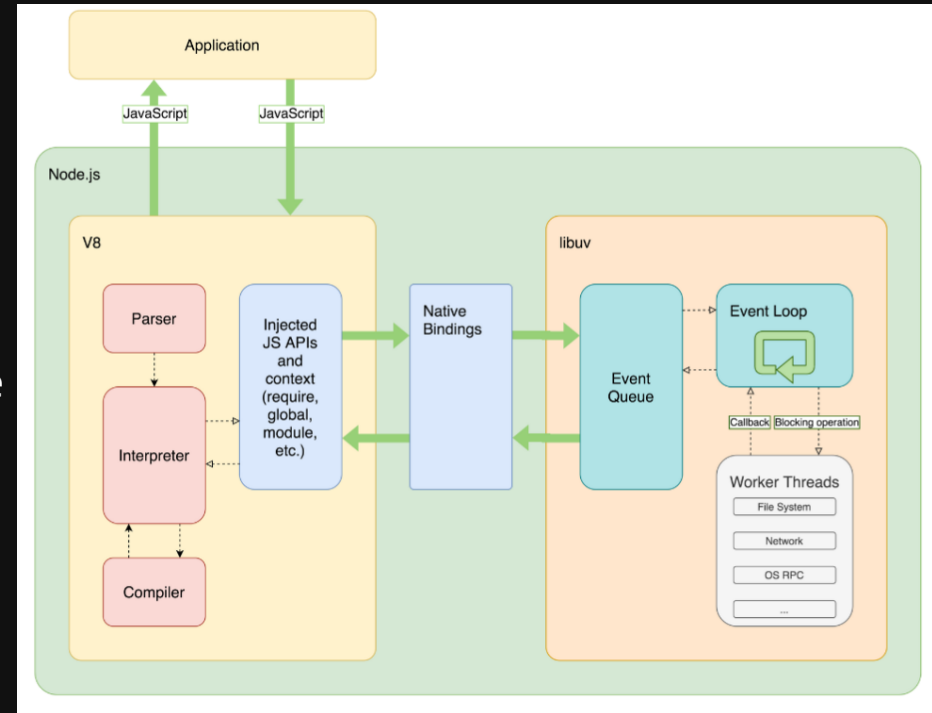 Application
JavaScript
JavaScript
Node.js
V8
libuv
Parser
Interpreter
Compiler
Injected
JS APIs
and
context
(require,
global,
module,
etc.)
Native
Bindings
Event
Queue
Event Loop
Callback
Blocking operation
Worker Threads
File System
Network
OS RPC
...